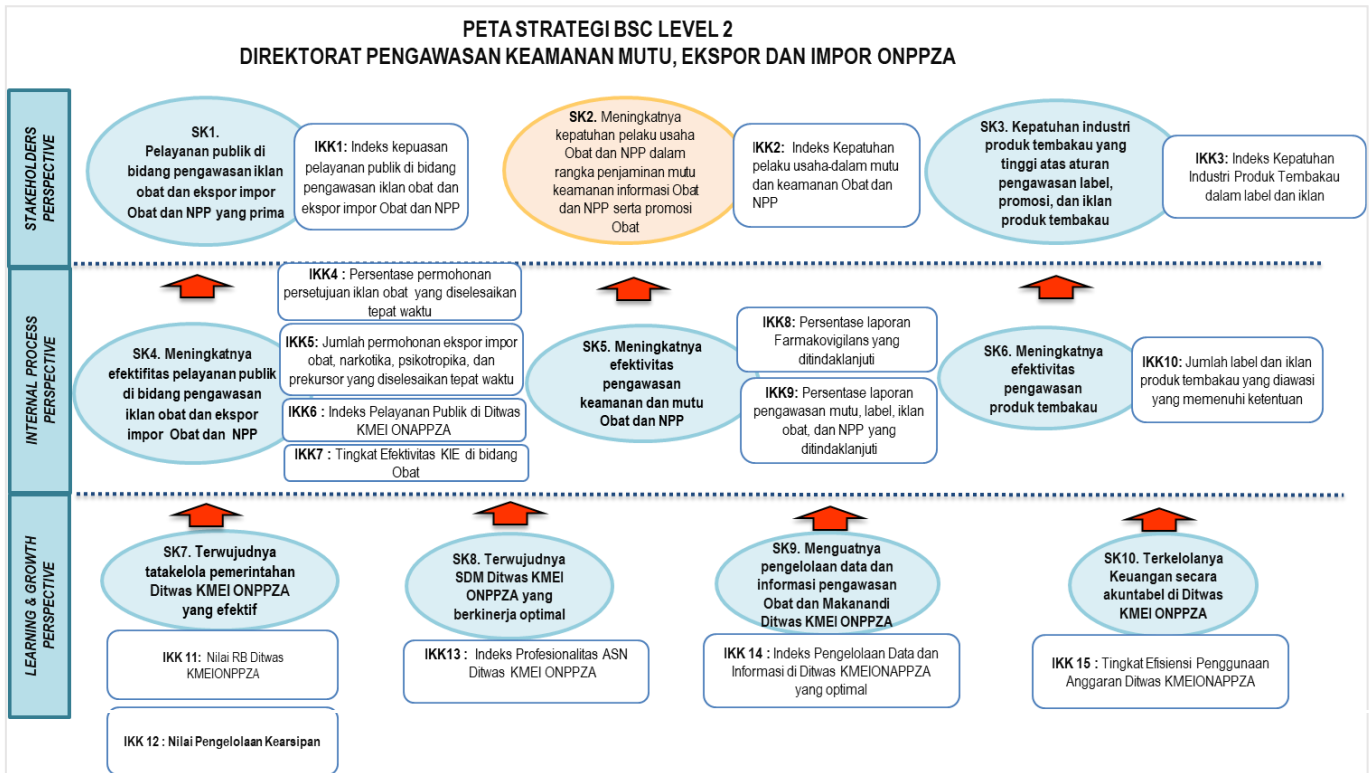 PETA STRATEGI BSC LEVEL 2
DIREKTORAT PENGAWASAN KEAMANAN MUTU, EKSPOR DAN IMPOR ONPPZA
STAKEHOLDERS
PERSPECTIVE
SK1.
Pelayanan publik di
bidang pengawasan iklan
obat dan ekspor impor
Obat dan NPP yang prima
IKK1: Indeks kepuasan
pelayanan publik di bidang
pengawasan iklan obat dan
ekspor impor Obat dan NPP
SK2. Meningkatnya
kepatuhan pelaku usaha
Obat dan NPP dalam
rangka penjaminan mutu
keamanan informasi Obat
dan NPP serta promosi
Obat
IKK2: Indeks Kepatuhan
pelaku usaha-dalam mutu
dan keamanan Obat dan
NPP
SK3. Kepatuhan industri
produk tembakau yang
tinggi atas aturan
pengawasan label,
promosi, dan iklan
produk tembakau
IKK3: Indeks Kepatuhan
Industri Produk Tembakau
dalam label dan iklan
INTERNAL PROCESS
PERSPECTIVE
SK4. Meningkatnya
efektifitas pelayanan publik
di bidang pengawasan
iklan obat dan ekspor
impor Obat dan NPP
IKK4 : Persentase permohonan
persetujuan iklan obat yang diselesaikan
tepat waktu
IKK5: Jumlah permohonan ekspor impor
obat, narkotika, psikotropika, dan
prekursor yang diselesaikan tepat waktu
IKK6 : Indeks Pelayanan Publik di Ditwas
KMEI ONAPPZA
IKK7 : Tingkat Efektivitas KIE di bidang
Obat
SK5. Meningkatnya
efektivitas
pengawasan
keamanan dan mutu
Obat dan NPP
IKK8: Persentase laporan
Farmakovigilans yang
ditindaklanjuti
IKK9: Persentase laporan
pengawasan mutu, label, iklan
obat, dan NPP yang
ditindaklanjuti
SK6. Meningkatnya
efektivitas
pengawasan
produk tembakau
IKK10: Jumlah label dan iklan
produk tembakau yang diawasi
yang memenuhi ketentuan
LEARNING & GROWTH
PERSPECTIVE
SK7. Terwujudnya
tatakelola pemerintahan
Ditwas KMEI ONPPZA
yang efektif
IKK 11: Nilai RB Ditwas
KMEIONPPZA
IKK 12 : Nilai Pengelolaan Kearsipan
SK8. Terwujudnya
SDM Ditwas KMEI
ONPPZA yang
berkinerja optimal
IKK13 : Indeks Profesionalitas ASN
Ditwas KMEI ONPPZA
SK9. Menguatnya
pengelolaan data dan
informasi pengawasan
Obat dan Makanandi
Ditwas KMEI ONPPZA
IKK 14 : Indeks Pengelolaan Data dan
Informasi di Ditwas KMEIONAPPZA
yang optimal
SK10. Terkelolanya
Keuangan secara
akuntabel di Ditwas
KMEI ONPPZA
IKK 15 : Tingkat Efisiensi Penggunaan
Anggaran Ditwas KMEIONAPPZA